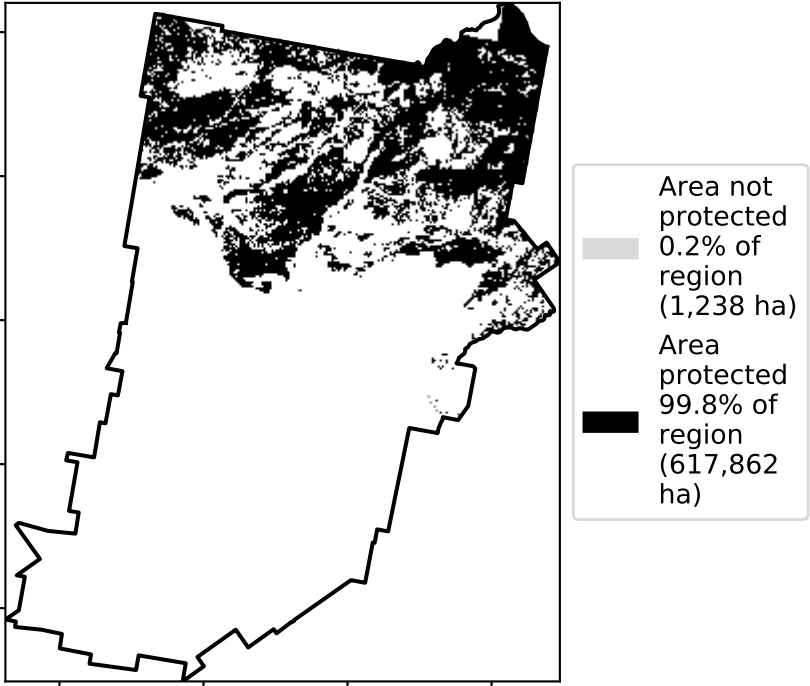 Area not
protected
0.2% of
region
(1,238 ha)
Area
protected
99.8% of
region
(617,862
ha)